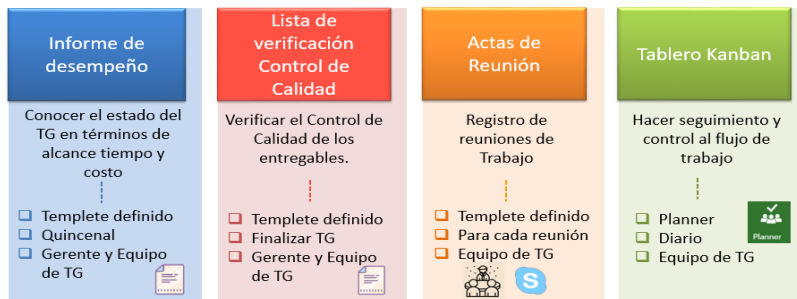 Informe de
desempeño
Conocer el estado del
TG en términos de
alcance tiempo y
costo
Templete definido
Quincenal
Gerente y Equipo
de TG
Lista de
verificación
Control de
Calidad
Verificar el Control de
Calidad de los
entregables.
Templete definido
Finalizar TG
Gerente y Equipo
de TG
Actas de
Reunión
Registro de
reuniones de
Trabajo
Templete definido
Para cada reunión
Equipo de TG
S
Tablero Kanban
Hacer seguimiento y
control al flujo de
trabajo
Planner
Diario
Equipo de TG
Planner